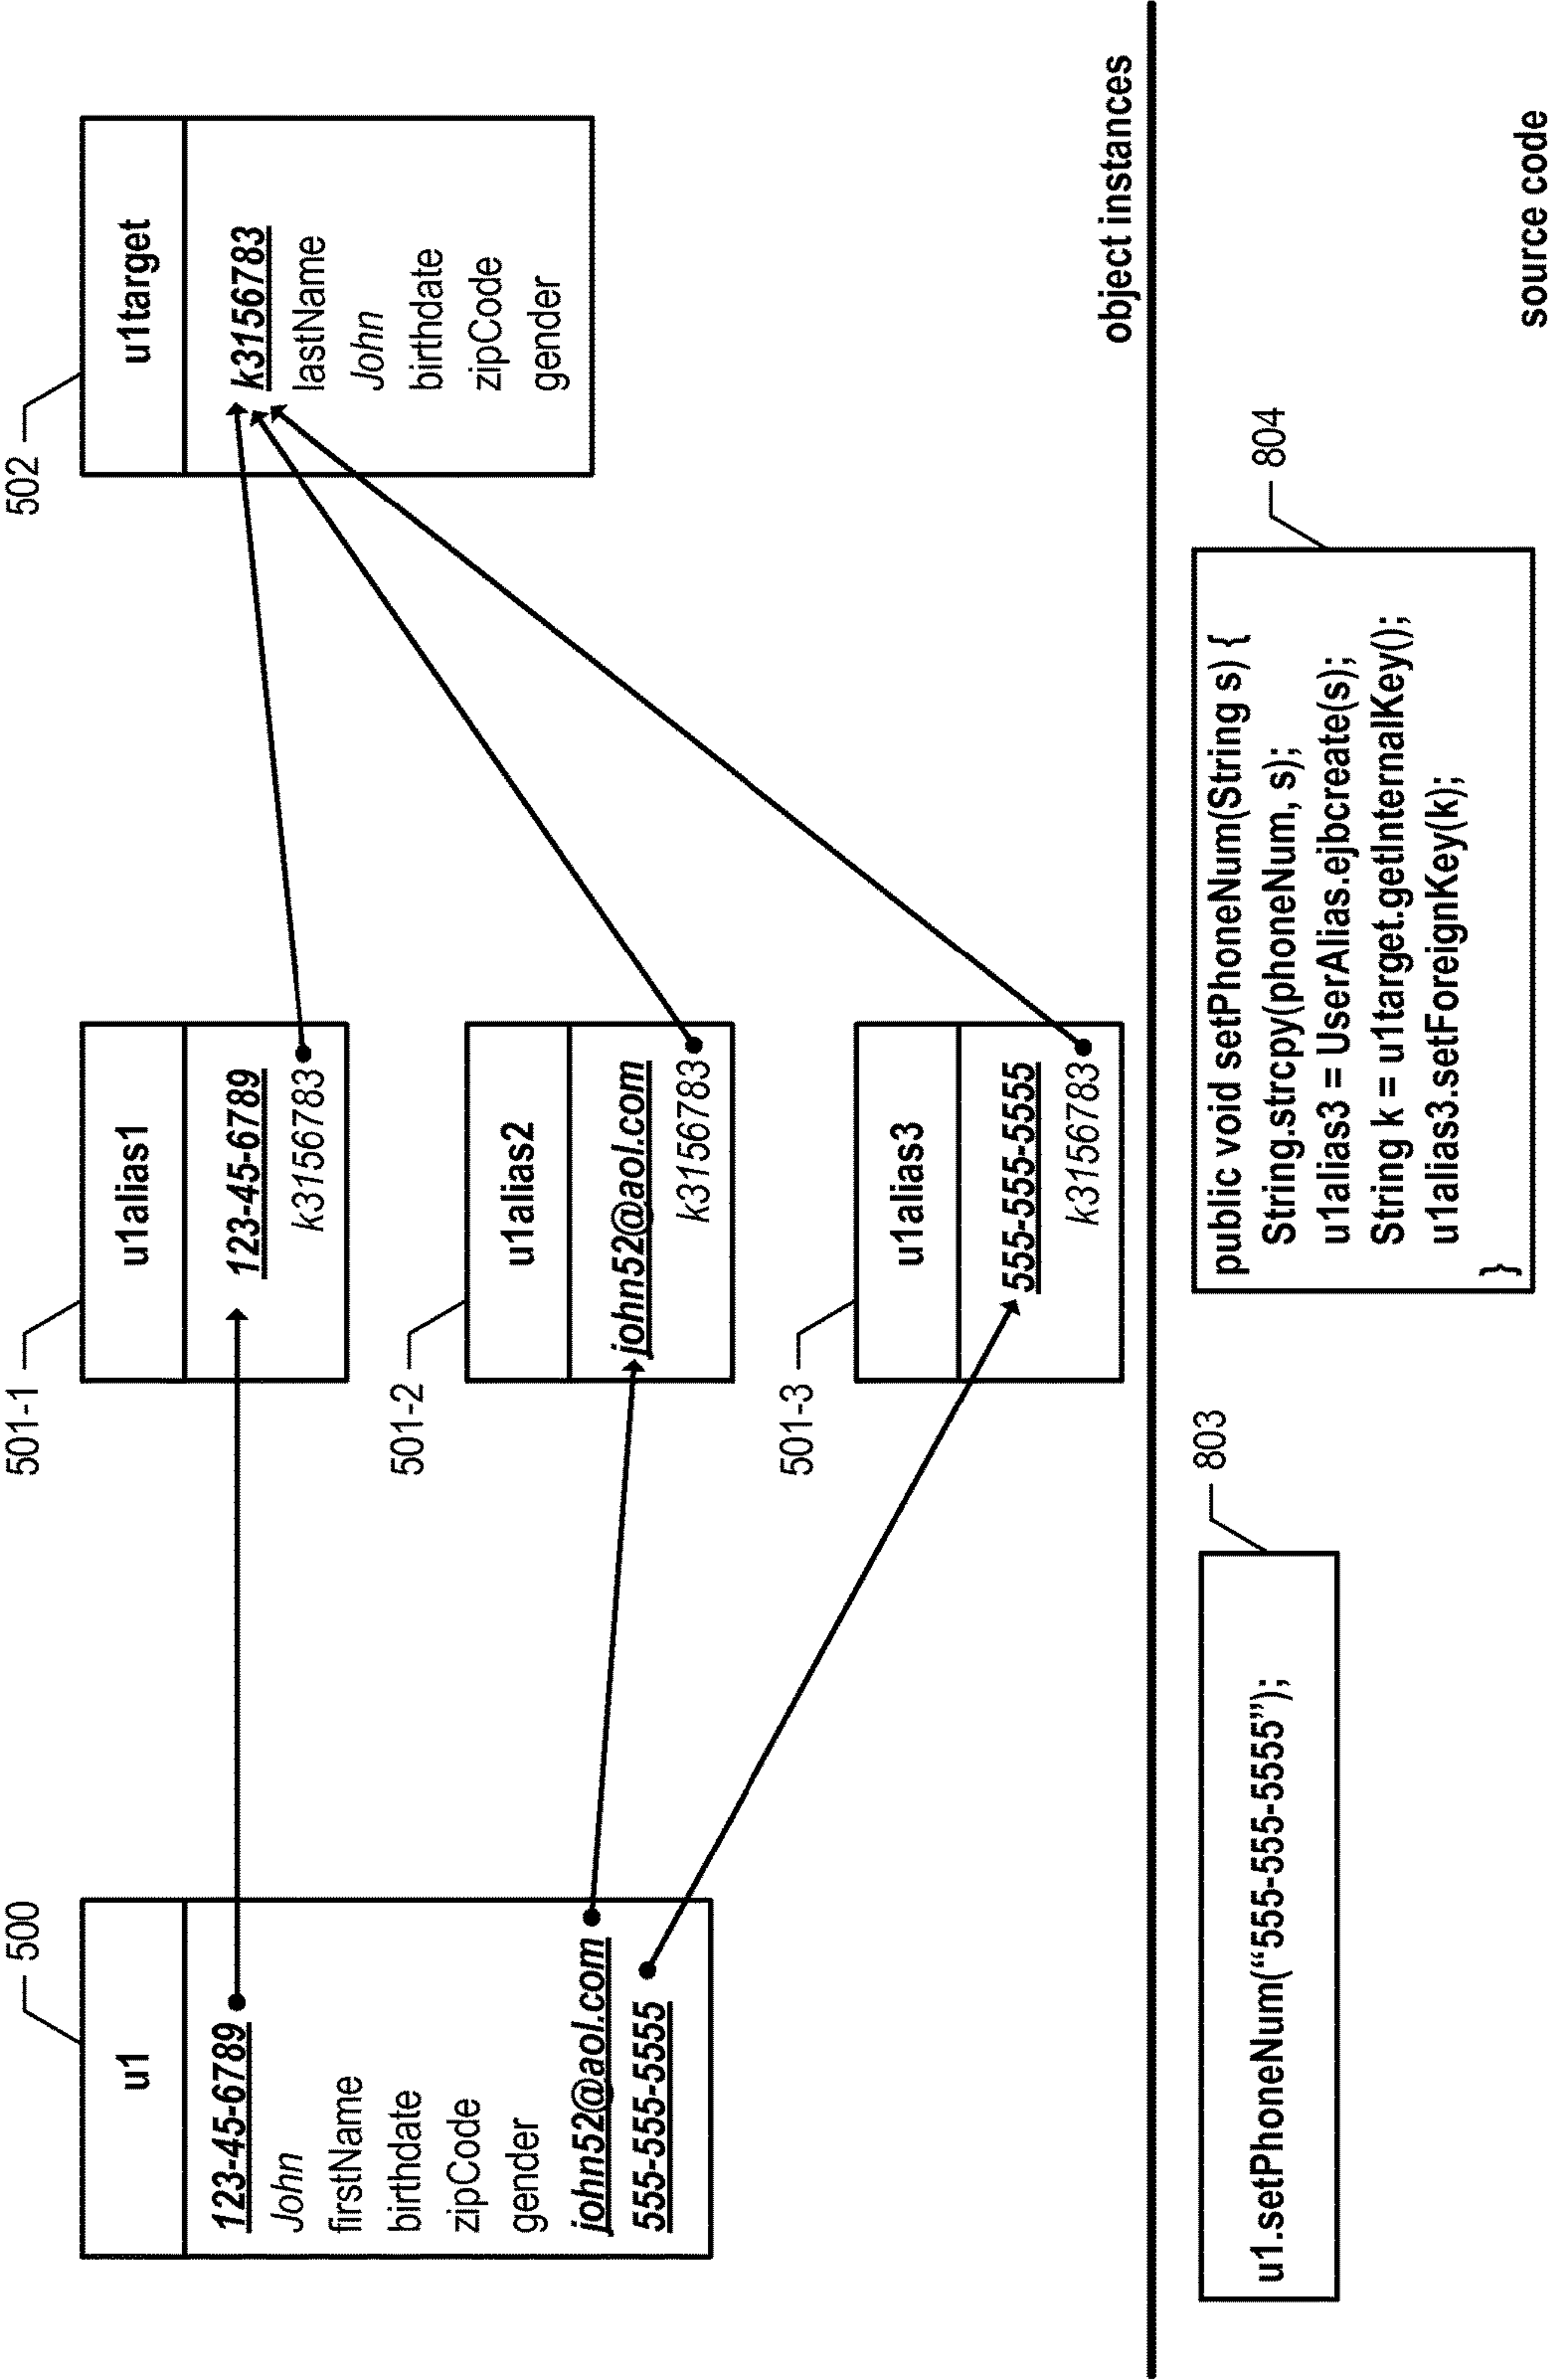 500
u1
123-45-6789
John
firstName
birthdate
zipCode
gender
john52@aol.com
555-555-5555
501-1
u1alias1
123-45-6789
k3156783
501-2
u1alias2
john52@aol.com
k3156783
501-3
u1alias3
555-555-5555
k3156783
502
u1target
k3156783
lastName
John
birthdate
zipCode
gender
object instances
803
u1.setPhoneNum(“555-555-5555”);
804
public void setPhoneNum(String s) {
String.strcpy(phoneNum, s);
u1alias3 = UserAlias.ejbcreate(s);
String k = u1target.getInternalKey();
u1alias3.setForeignKey(k);
}
source code